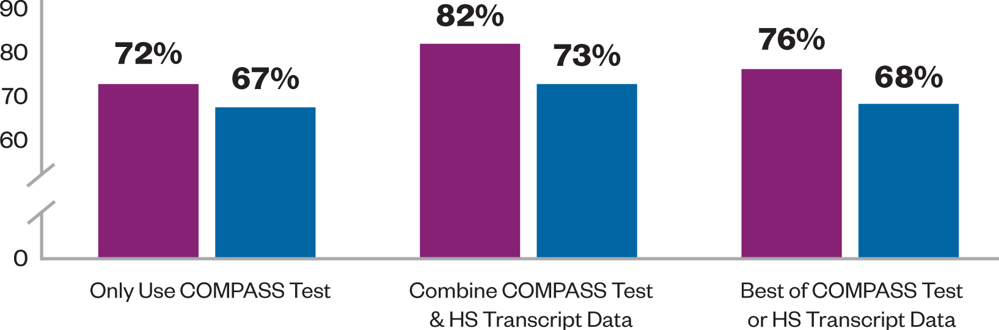 90
80
70
60
0
72%
67%
82%
73%
76%
68%
Only Use COMPASS Test
Combine COMPASS Test
& HS Transcript Data
Best of COMPASS Test
or HS Transcript Data